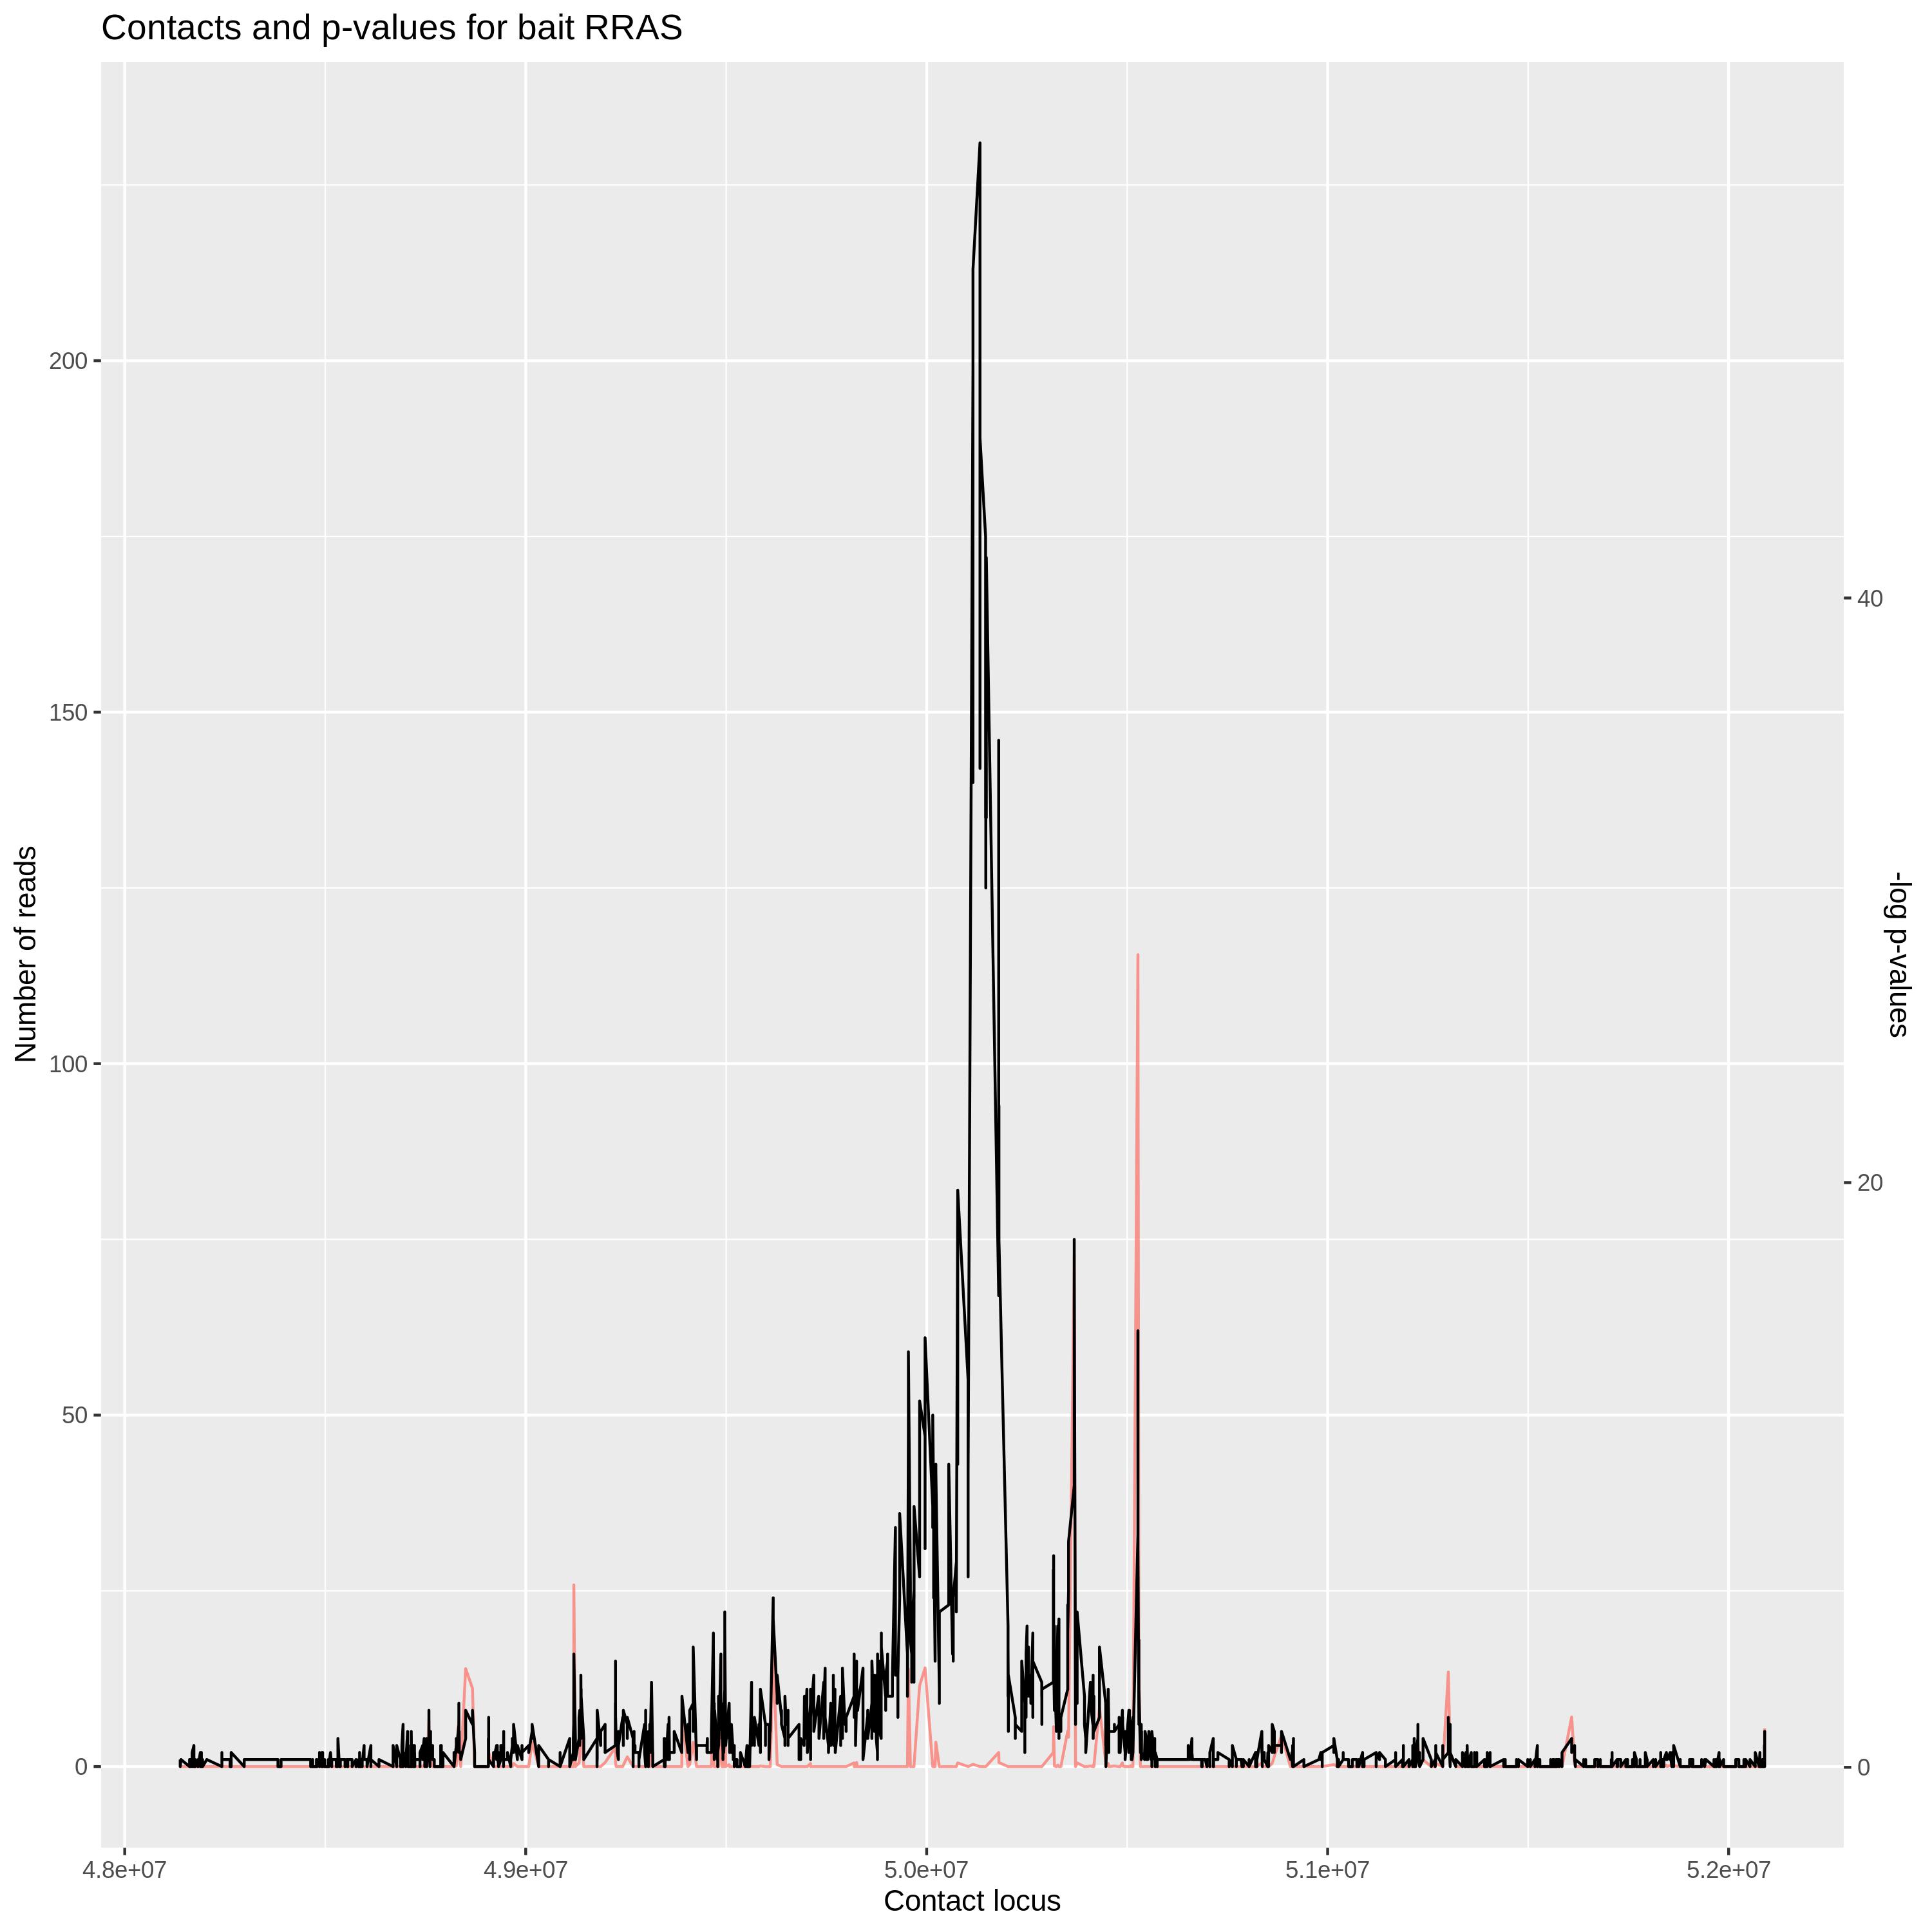 Contacts and p-values for bait RRAS
200
150
100
50
0
Number of reads
40
20
0
-log p-values
4.8e+07
4.9e+07
5.0e+07
5.1e+07
5.2e+07
Contact locus